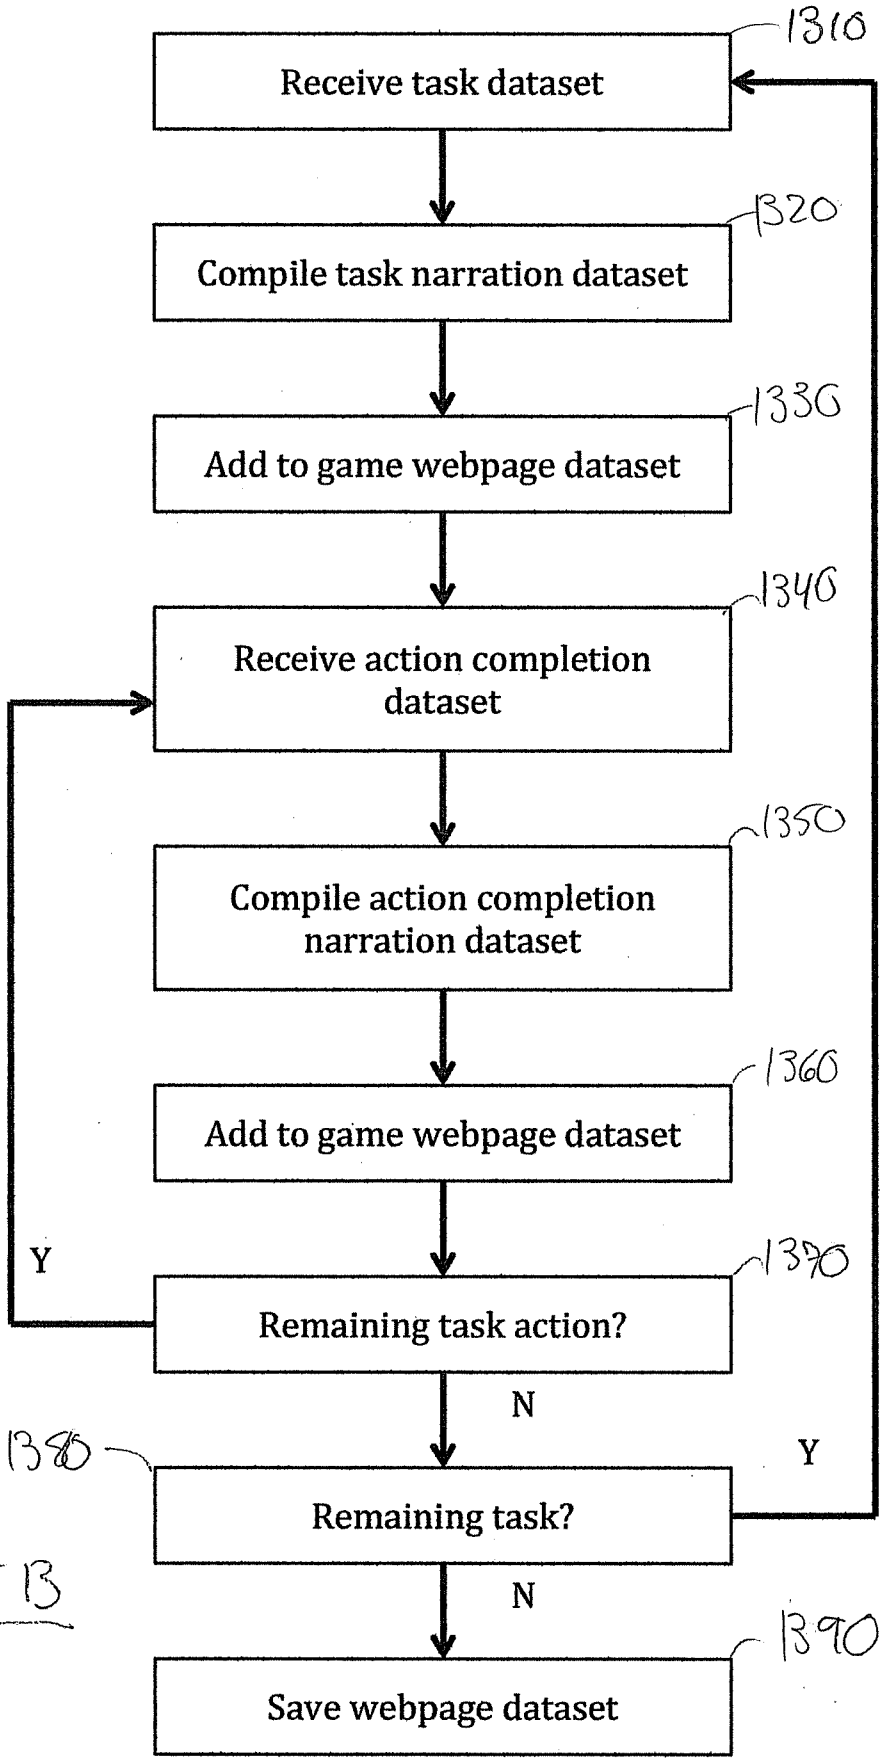 1310
Receive task dataset
1320
Compile task narration dataset
1330
Add to game webpage dataset
1340
Receive action completion
dataset
1350
Compile action completion
narration dataset
1360
Add to game webpage dataset
Y
1370
Remaining task action?
N
1380
Y
Remaining task?
13
N
1390
Save webpage dataset